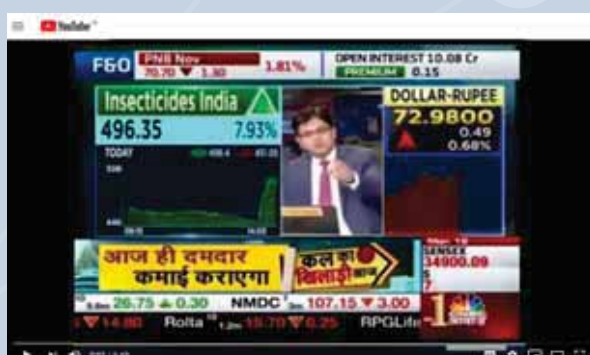 YouTube
F&O
PNB Nov
70.70 ▼ 1.30
1.81%
OPEN INTEREST 10.08 Cr
PREMIUM 0.15
Insecticides India
496.35 7.93%
TODAY
DOLLAR-RUPEE
72.9800
0.49
0.68%
आज ही दमदार
कमाई कराएगा
कल का
खिलाड़ी आज
SENSEX
34900.09
26.75 ▲ 0.30 NMDC 107.15 ▼ 3.00
▼ 14.80 Rolta 1.2m 15.70 ▼ 0.25 RPGLife